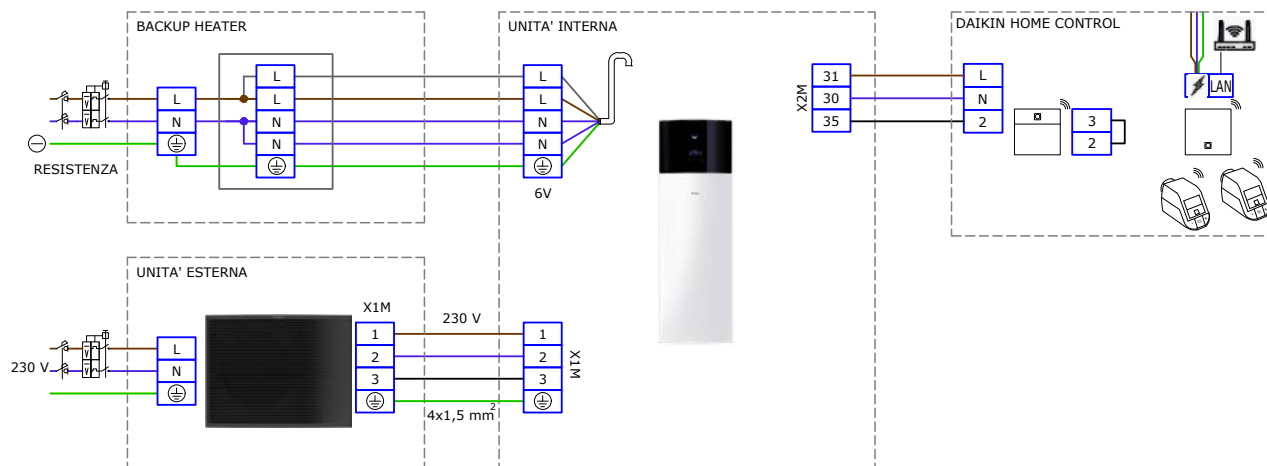 BACKUP HEATER
UNITA' INTERNA
DAIKIN HOME CONTROL
L
L
N
RESISTENZA
L
L
N
N
L
L
N
N
6V
X2M
31
30
35
L
N
2
3
2
LAN
UNITA' ESTERNA
230 V
L
N
X1M
1
2
3
230 V
4x1,5 mm²
1
2
3
X1M